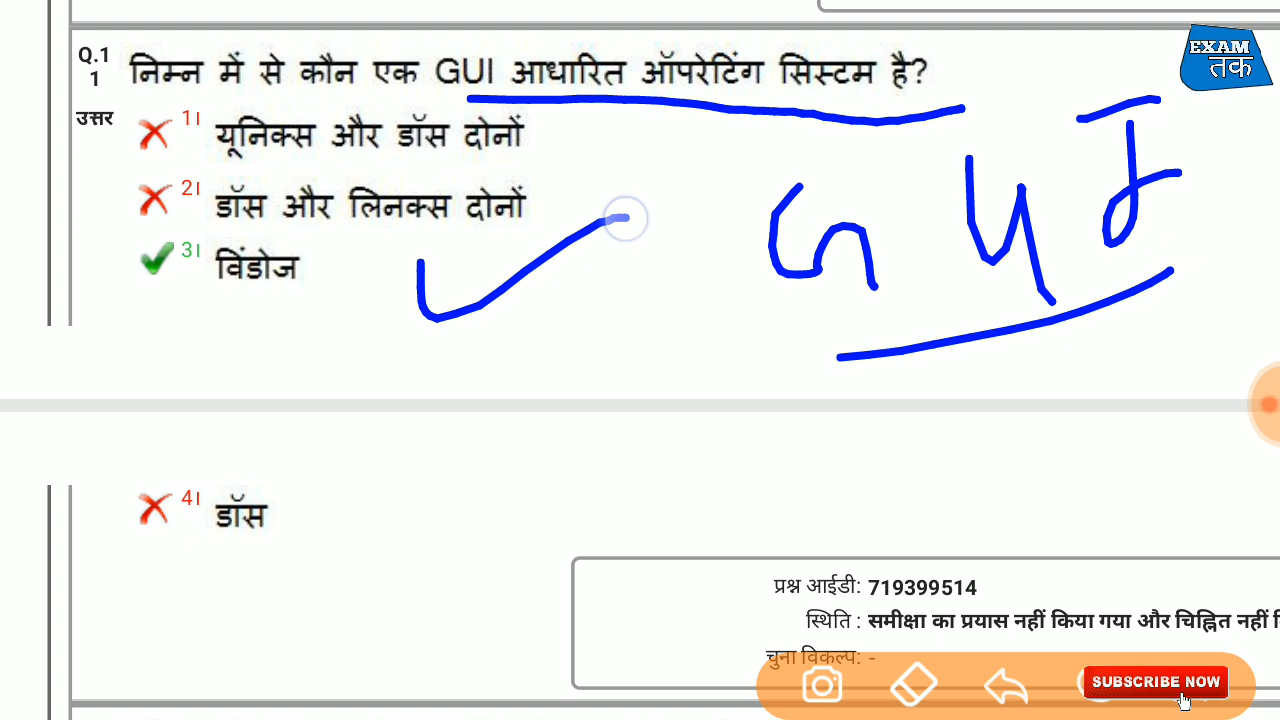 Q.1
1
निम्न में से कौन एक GUI आधारित ऑपरेटिंग सिस्टम है?
EXAM
तक
उत्तर
1। यूनिक्स और डॉस दोनों
2। डॉस और लिनक्स दोनों
3। विंडोज
4। डॉस
प्रश्न आईडी: 719399514
स्थिति : समीक्षा का प्रयास नहीं किया गया और चिह्नित नहीं
चुना विकल्प: -
SUBSCRIBE NOW